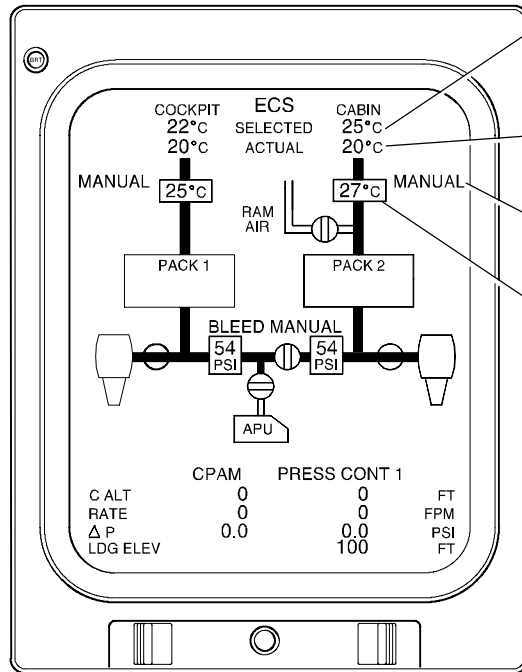 BRT
COCKPIT ECS CABIN
22°C SELECTED 25°C
20°C ACTUAL 20°C
MANUAL 25°C 27°C MANUAL
RAM
AIR
PACK 1 PACK 2
BLEED MANUAL
54 54
PSI PSI
APU
CPAM PRESS CONT 1
C ALT 0 0 FT
RATE 0 0 FPM
Δ P 0.0 0.0 PSI
LDG ELEV 100 FT